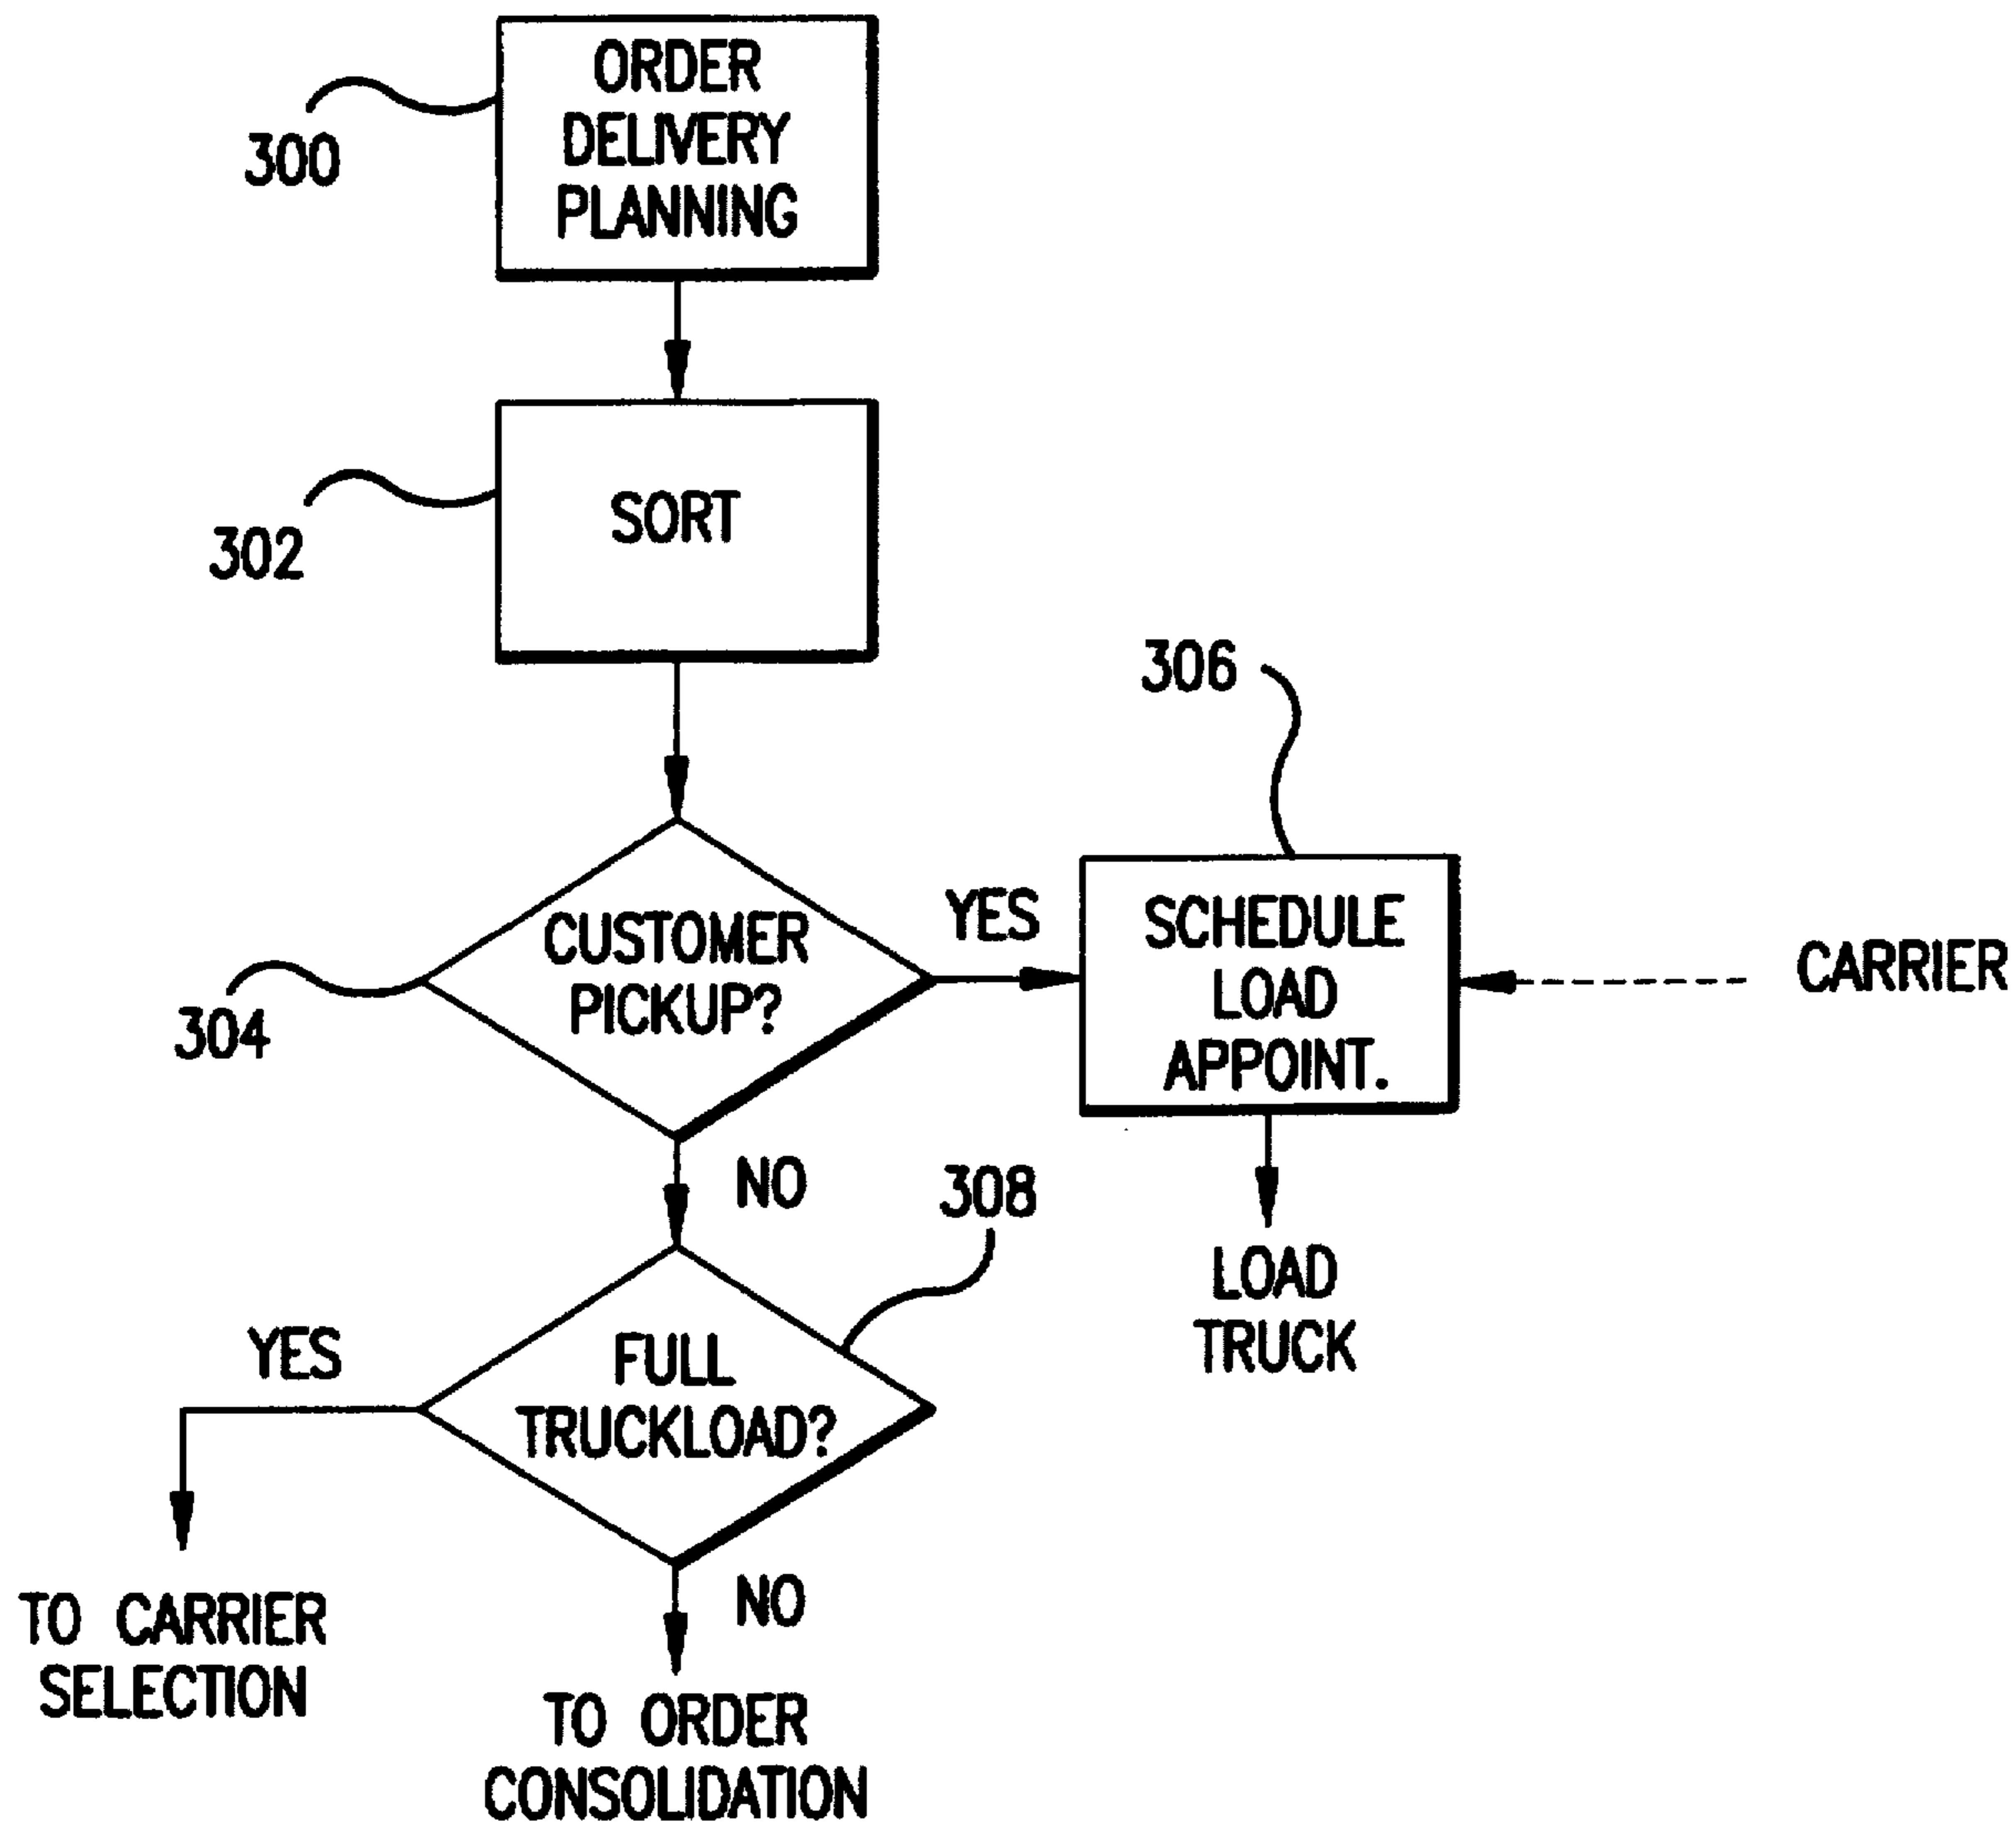 ORDER
DELIVERY
PLANNING
300
SORT
302
306
CUSTOMER
PICKUP?
304
YES
SCHEDULE
LOAD
APPOINT.
CARRIER
NO
308
LOAD
TRUCK
FULL
TRUCKLOAD?
YES
TO CARRIER
SELECTION
NO
TO ORDER
CONSOLIDATION